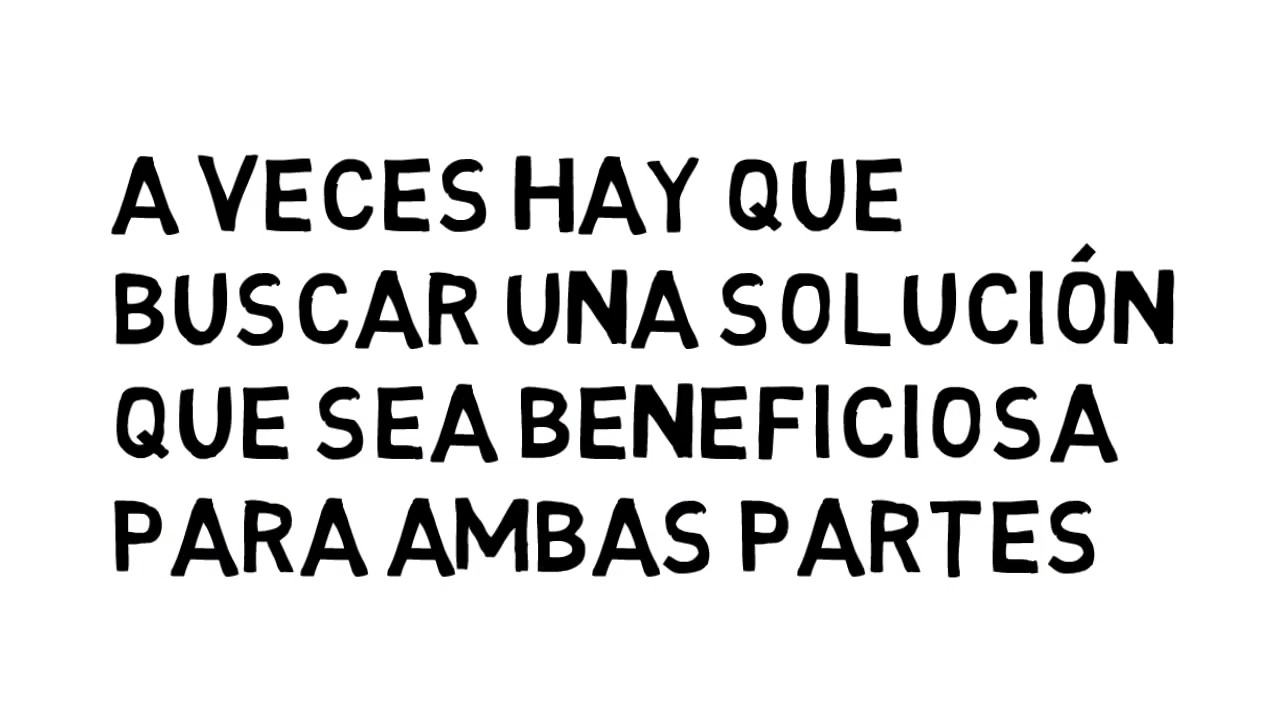 A VECES HAY QUE
BUSCAR UNA SOLUCIÓN
QUE SEA BENEFICIOSA
PARA AMBAS PARTES